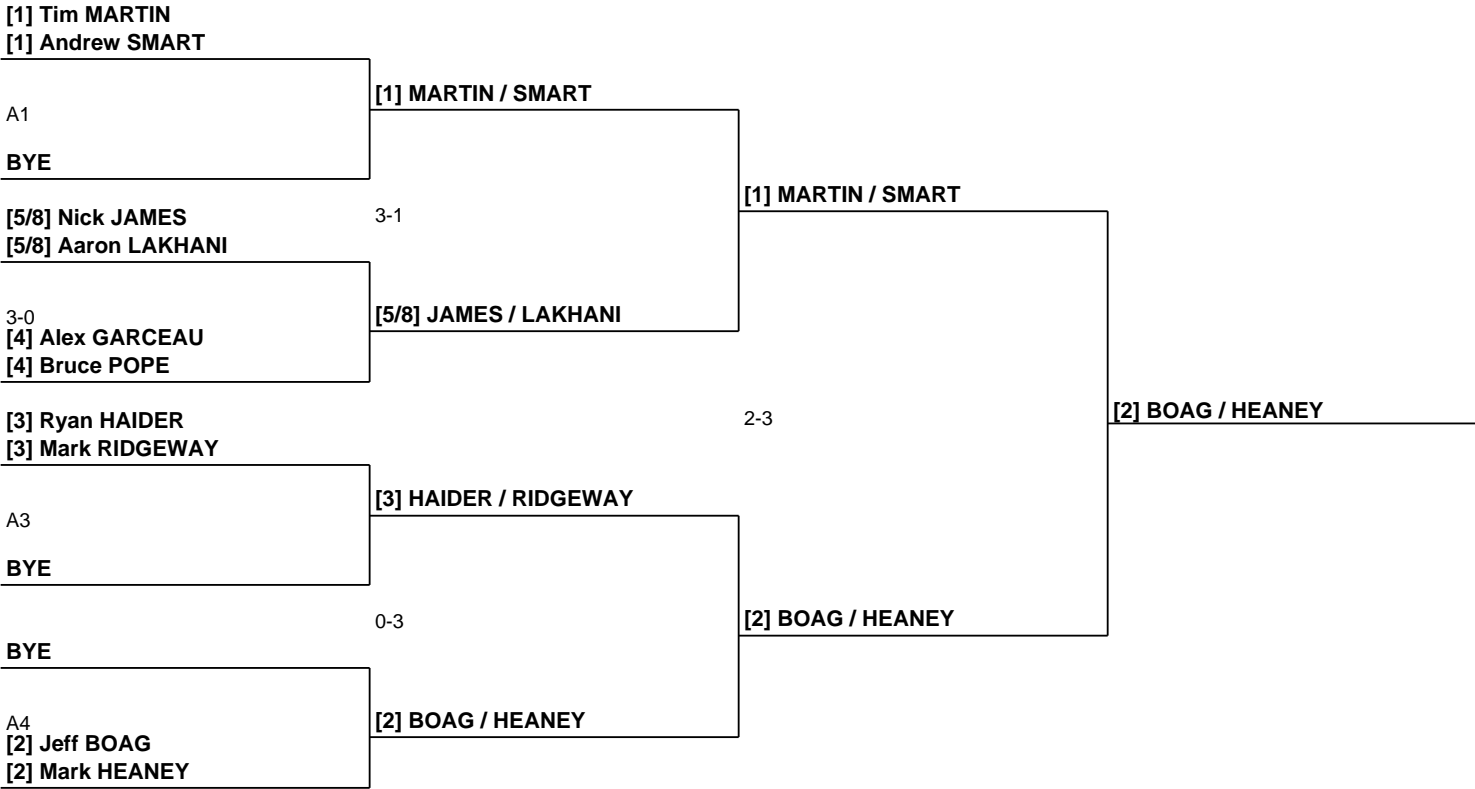 [1] Tim MARTIN
[1] Andrew SMART
[1] MARTIN / SMART
A1
BYE
[1] MARTIN / SMART
[5/8] Nick JAMES
3-1
[5/8] Aaron LAKHANI
3-0
[5/8] JAMES / LAKHANI
[4] Alex GARCEAU
[4] Bruce POPE
[2] BOAG / HEANEY
[3] Ryan HAIDER
2-3
[3] Mark RIDGEWAY
[3] HAIDER / RIDGEWAY
A3
BYE
0-3
[2] BOAG / HEANEY
BYE
A4
[2] BOAG / HEANEY
[2] Jeff BOAG
[2] Mark HEANEY